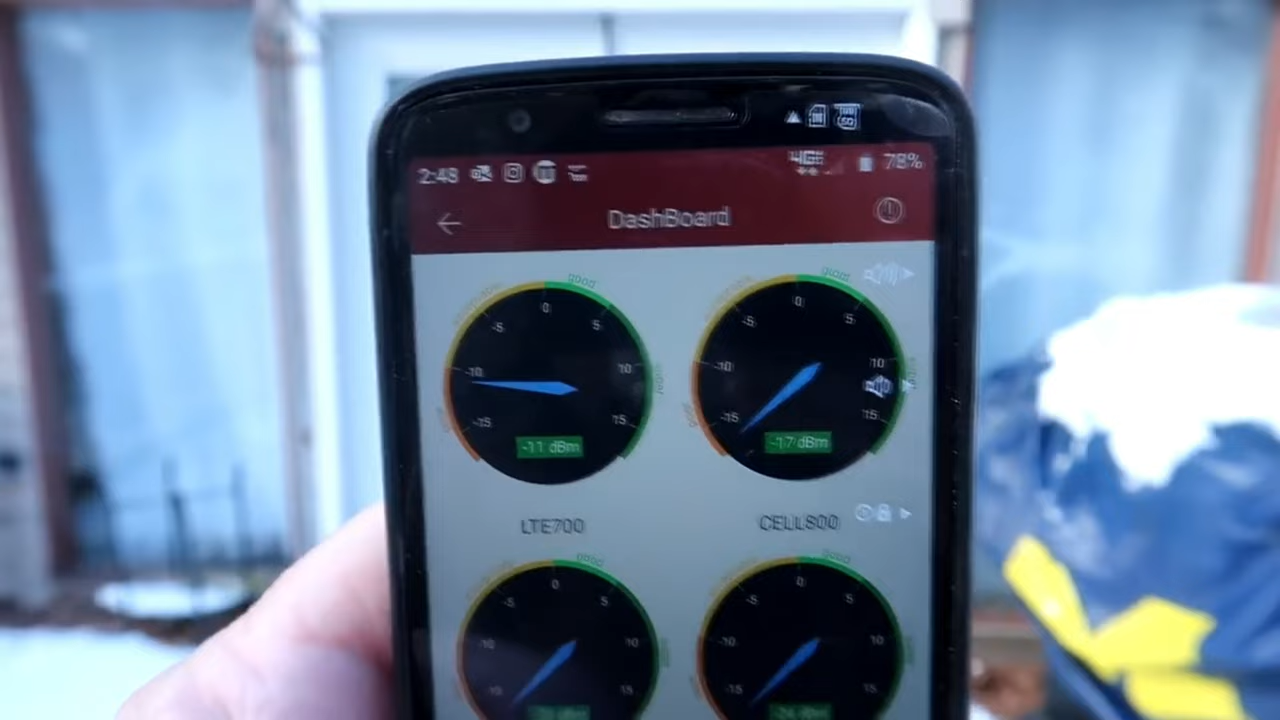 2:48 4G 78%
DashBoard
good good
0 0
-5 5 -5 5
-10 10 -10 10
-15 15 -15 15
-11 dBm -17 dBm
LTE700 CELL800
good good
0 0
-5 5 -5 5
-10 10 -10 10
-15 15 -15 15